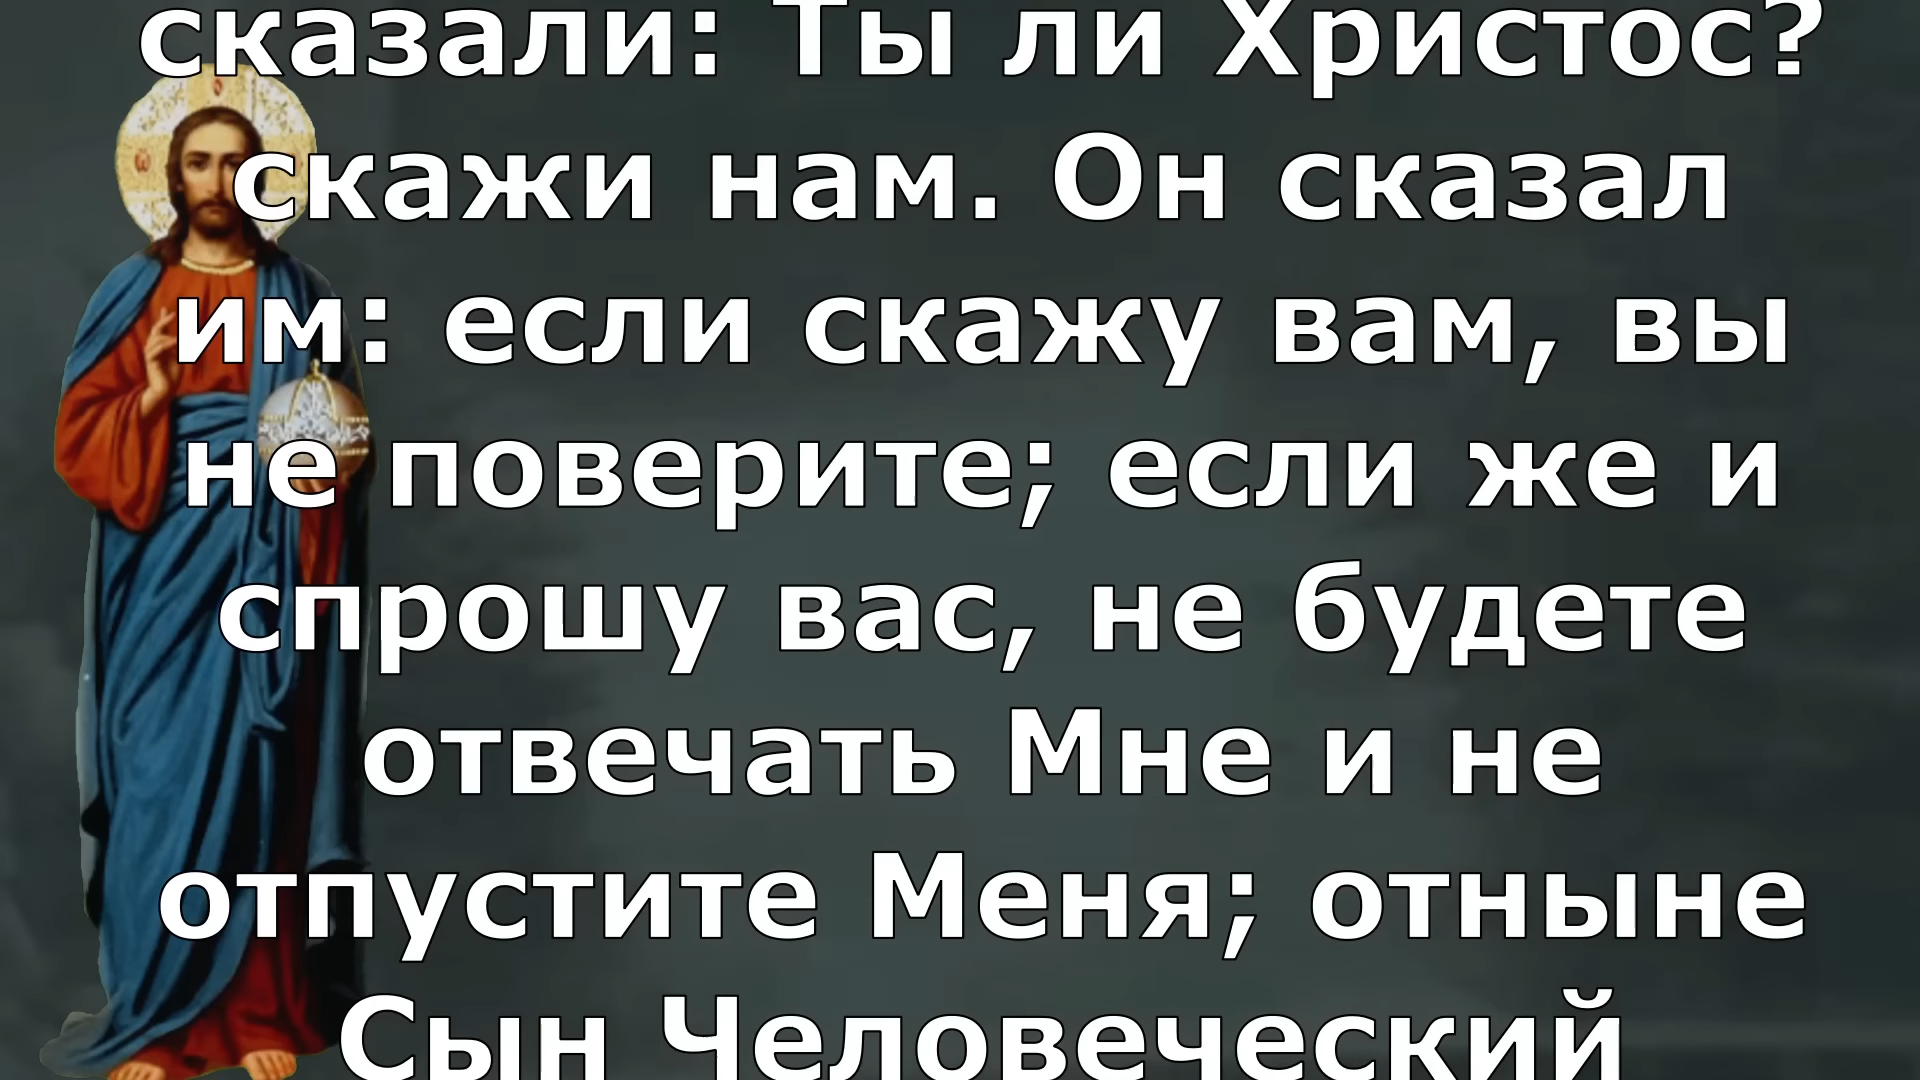 сказали: Ты ли Христос?
скажи нам. Он сказал
им: если скажу вам, вы
не поверите; если же и
спрошу вас, не будете
отвечать Мне и не
отпустите Меня; отныне
Сын Человеческий